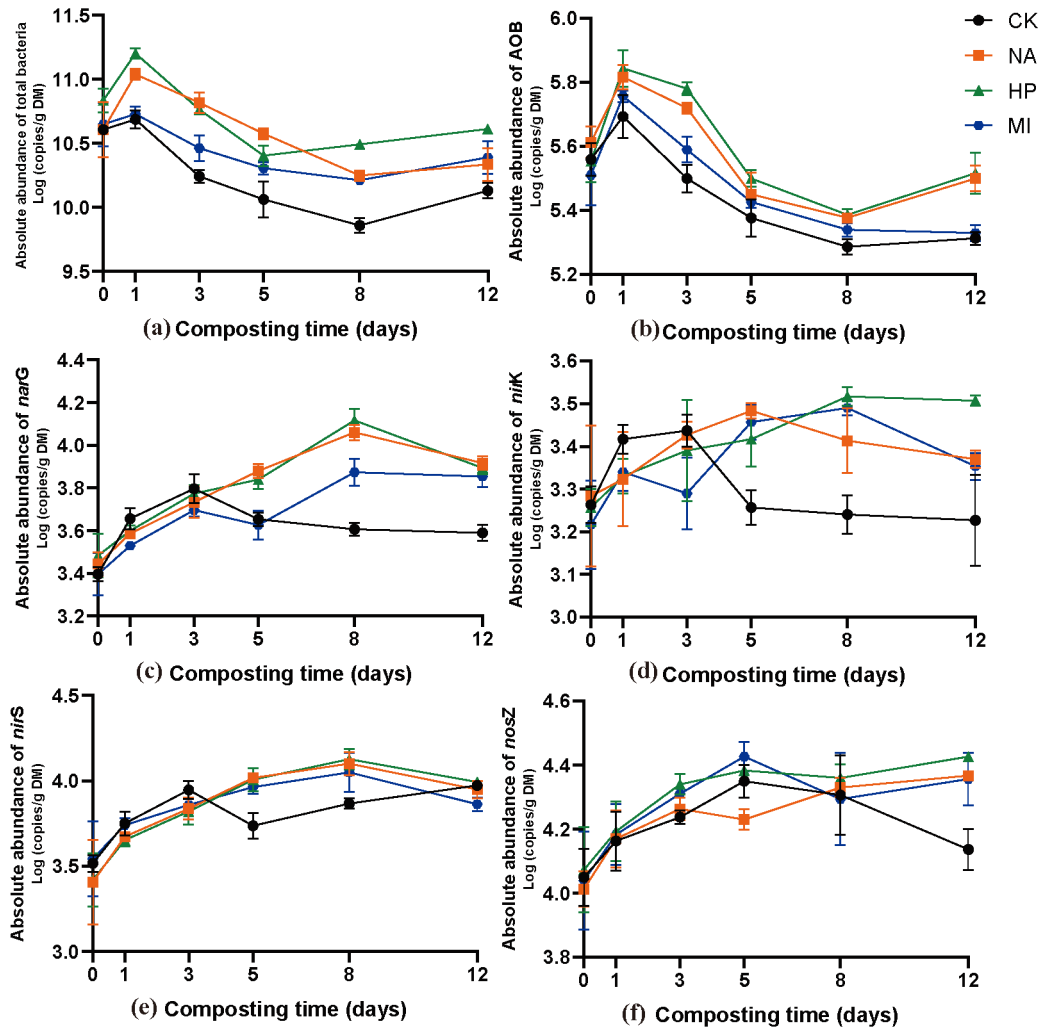 CK
NA
HP
MI
Absolute abundance of total bacteria
Log (copies/g DM)
11.5
11.0
10.5
10.0
9.5
0 1 3 5 8 12
(a) Composting time (days)
Absolute abundance of AOB
Log (copies/g DM)
6.0
5.8
5.6
5.4
5.2
0 1 3 5 8 12
(b) Composting time (days)
Absolute abundance of narG
Log (copies/g DM)
4.4
4.2
4.0
3.8
3.6
3.4
3.2
0 1 3 5 8 12
(c) Composting time (days)
Absolute abundance of nirK
Log (copies/g DM)
3.6
3.5
3.4
3.3
3.2
3.1
3.0
0 1 3 5 8 12
(d) Composting time (days)
Absolute abundance of nirS
Log (copies/g DM)
4.5
4.0
3.5
3.0
0 1 3 5 8 12
(e) Composting time (days)
Absolute abundance of nosZ
Log (copies/g DM)
4.6
4.4
4.2
4.0
3.8
0 1 3 5 8 12
(f) Composting time (days)